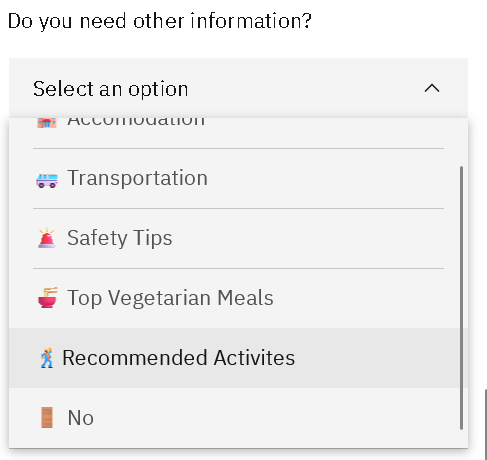 Do you need other information?
Select an option
Accomodation
Transportation
Safety Tips
Top Vegetarian Meals
Recommended Activites
No